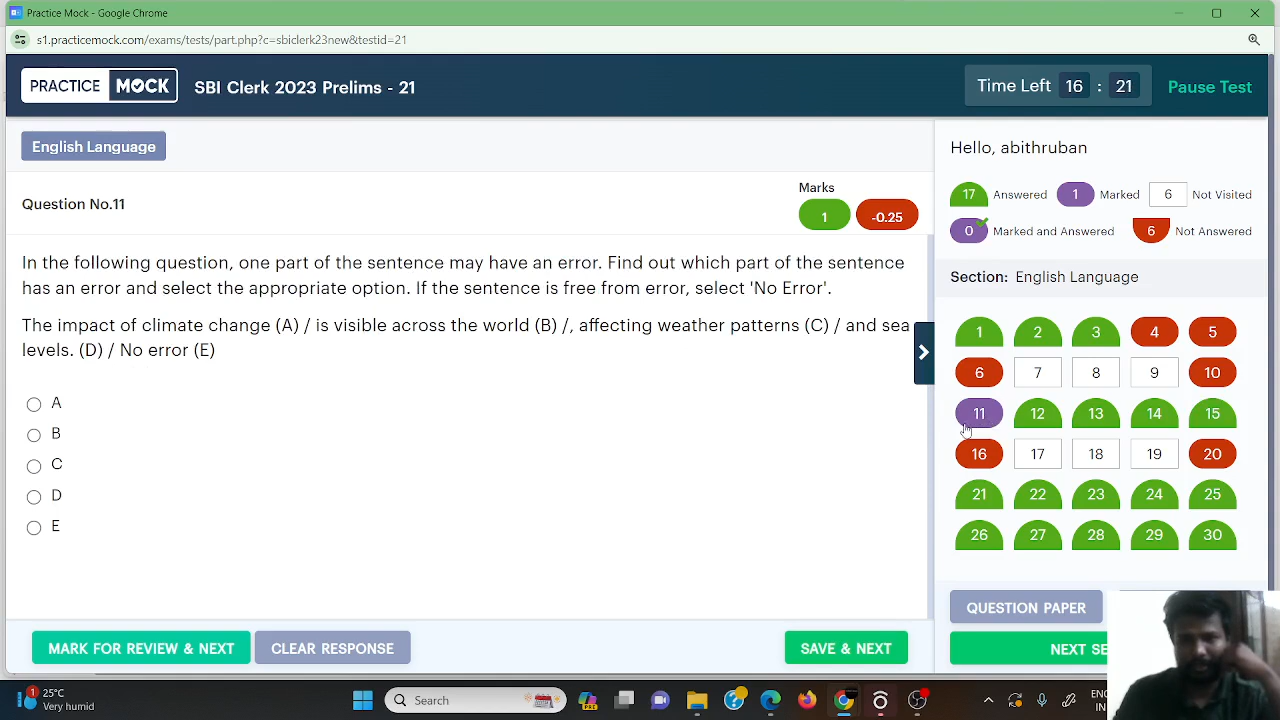 Practice Mock - Google Chrome
s1.practicemock.com/exams/tests/part.php?c=sbiclerk23new&testid=21
PRACTICE MOCK SBI Clerk 2023 Prelims - 21 Time Left 16 : 21 Pause Test
English Language
Hello, abithruban
Marks
Question No.11 1 -0.25
17 Answered 1 Marked 6 Not Visited
0 Marked and Answered 6 Not Answered
In the following question, one part of the sentence may have an error. Find out which part of the sentence
has an error and select the appropriate option. If the sentence is free from error, select 'No Error'.
The impact of climate change (A) / is visible across the world (B) /, affecting weather patterns (C) / and sea
levels. (D) / No error (E)
A
B
C
D
E
Section: English Language
1 2 3 4 5
6 7 8 9 10
11 12 13 14 15
16 17 18 19 20
21 22 23 24 25
26 27 28 29 30
QUESTION PAPER
MARK FOR REVIEW & NEXT CLEAR RESPONSE SAVE & NEXT NEXT SE
1 25°C
Very humid
Search
ENG
IN